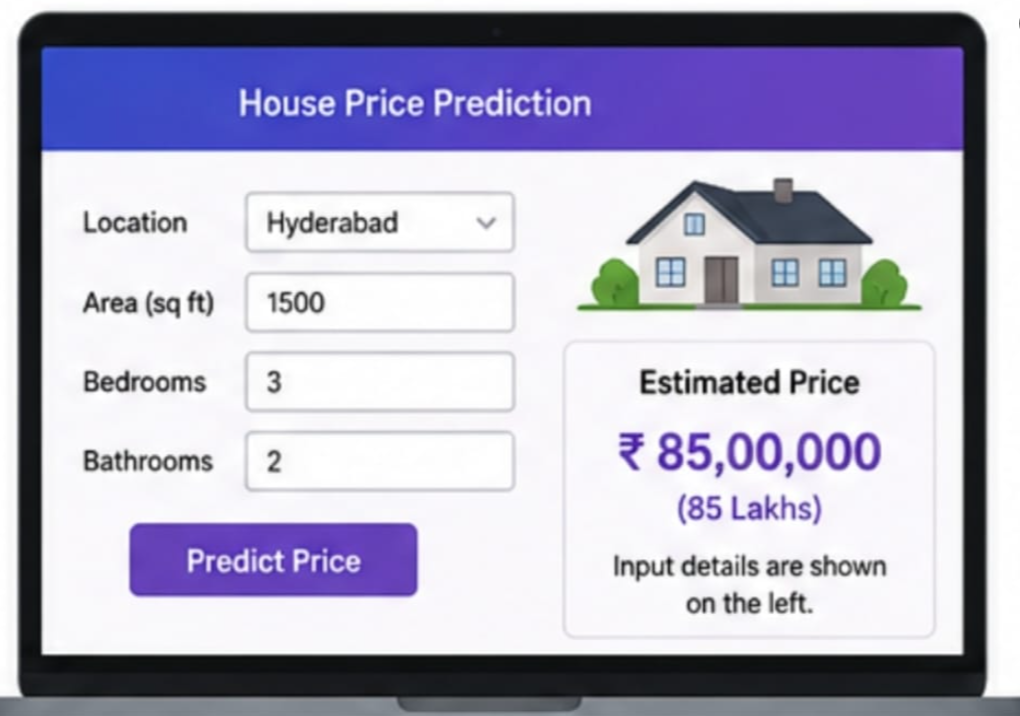 House Price Prediction
Location
Hyderabad
Area (sq ft)
1500
Bedrooms
3
Bathrooms
2
Predict Price
Estimated Price
₹ 85,00,000
(85 Lakhs)
Input details are shown
on the left.